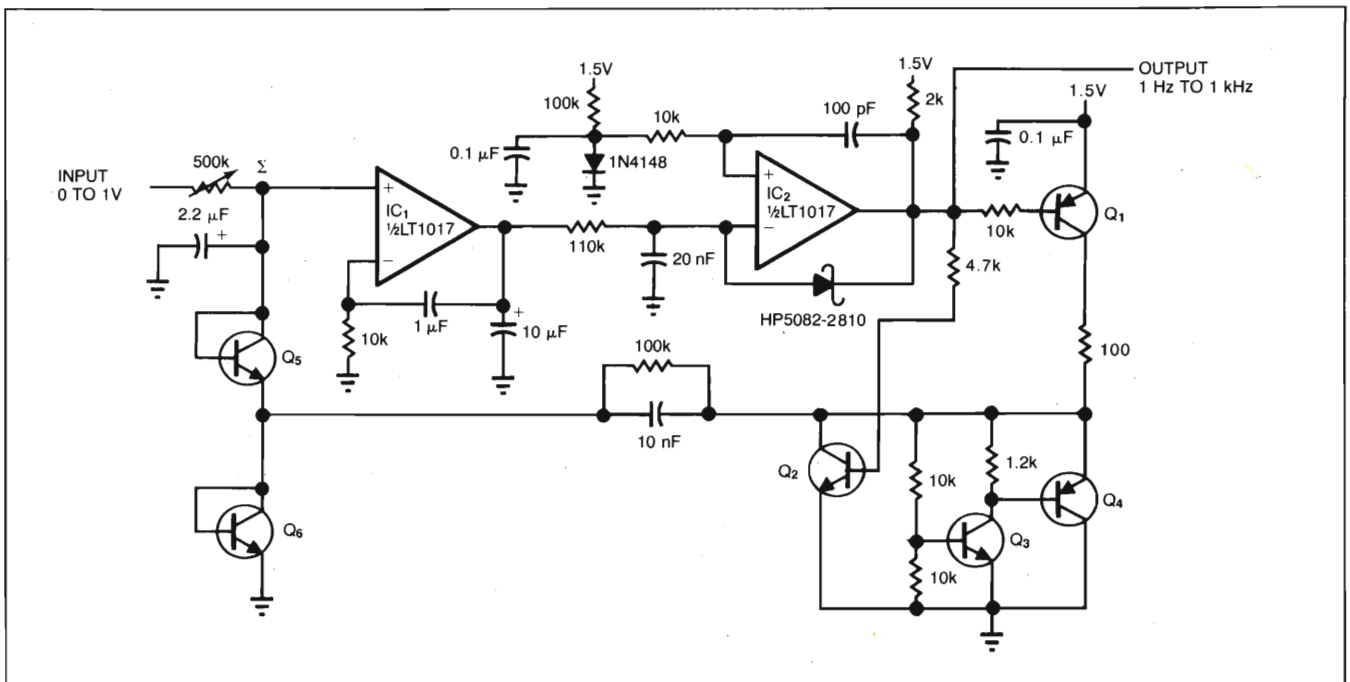 1.5V
OUTPUT
1 Hz TO 1 kHz
1.5V
1.5V
100k
10k
100 pF
2k
0.1 µF
1N4148
0.1 µF
INPUT
0 TO 1V
500k
Σ
2.2 µF
+
+
IC1
½LT1017
−
110k
20 nF
+
IC2
½LT1017
−
10k
Q1
4.7k
HP5082-2810
10k
1 µF
+
10 µF
100
Q5
100k
10 nF
Q2
10k
1.2k
Q4
Q3
10k
Q6